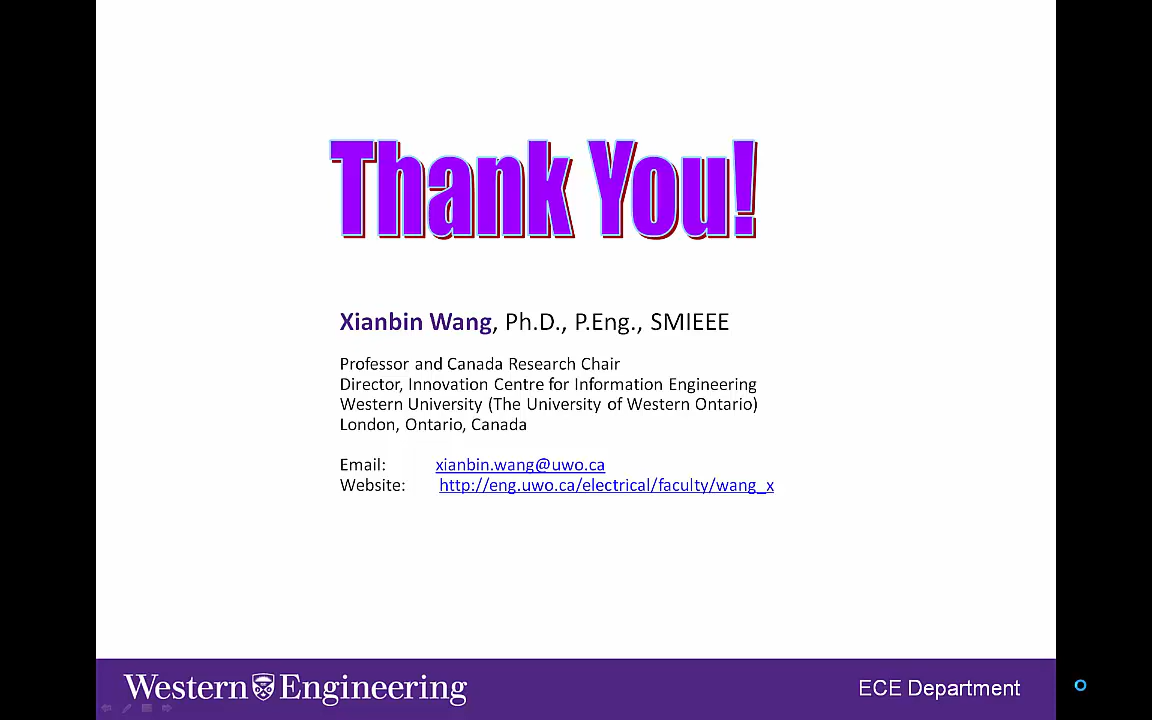 Thank You!
Xianbin Wang, Ph.D., P.Eng., SMIEEE
Professor and Canada Research Chair
Director, Innovation Centre for Information Engineering
Western University (The University of Western Ontario)
London, Ontario, Canada
Email: xianbin.wang@uwo.ca
Website: http://eng.uwo.ca/electrical/faculty/wang_x
Western Engineering
ECE Department